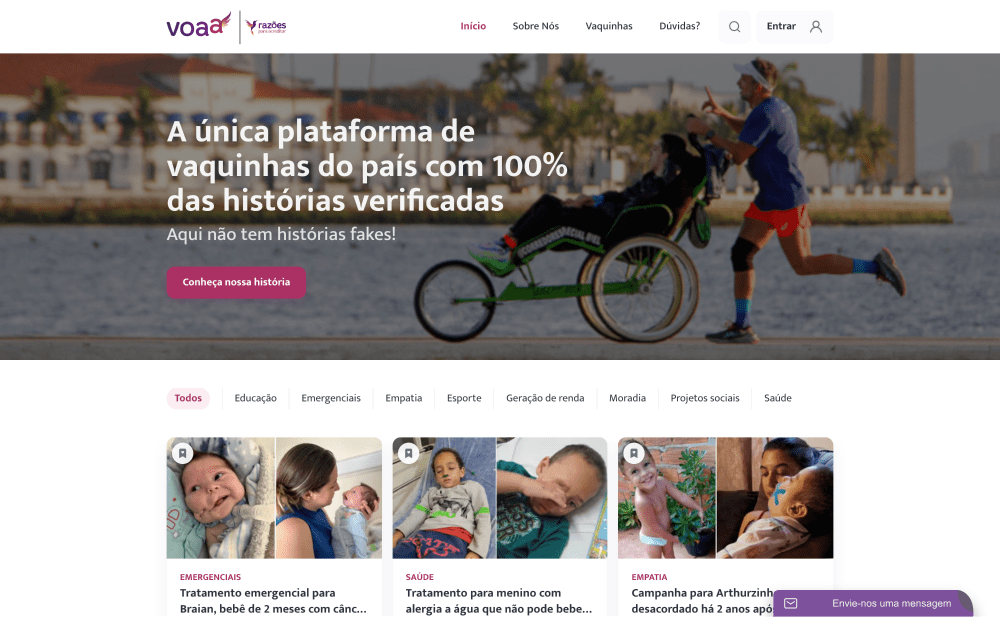 voaa
razões
para acreditar
Início
Sobre Nós
Vaquinhas
Dúvidas?
Entrar
A única plataforma de
vaquinhas do país com 100%
das histórias verificadas
Aqui não tem histórias fakes!
Conheça nossa história
Todos
Educação
Emergenciais
Empatia
Esporte
Geração de renda
Moradia
Projetos sociais
Saúde
EMERGENCIAIS
Tratamento emergencial para
Braian, bebê de 2 meses com cânc...
SAÚDE
Tratamento para menino com
alergia a água que não pode bebe...
EMPATIA
Campanha para Arthurzinh
desacordado há 2 anos apó
Envie-nos uma mensagem